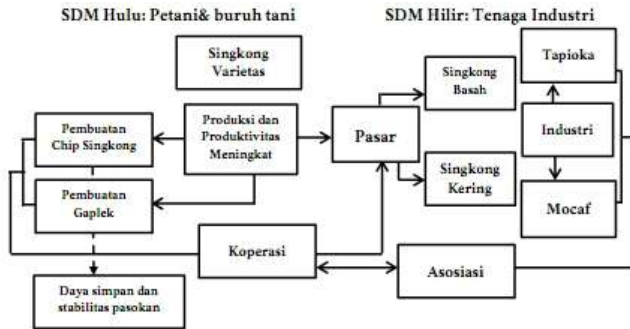 SDM Hulu: Petani& buruh tani
SDM Hilir: Tenaga Industri
Singkong
Varietas
Singkong
Basah
Tapioka
Pembuatan
Chip Singkong
Produksi dan
Produktivitas
Meningkat
Pasar
Industri
Pembuatan
Gaplek
Singkong
Kering
Mocaf
Koperasi
Asosiasi
Daya simpan dan
stabilitas pasokan